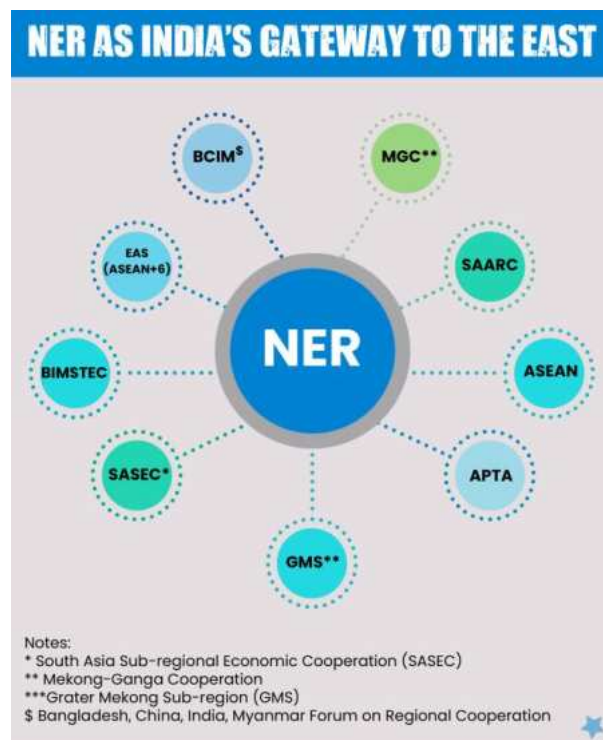 NER AS INDIA'S GATEWAY TO THE EAST
BCIM$
MGC**
EAS
(ASEAN+6)
SAARC
NER
BIMSTEC
ASEAN
SASEC*
APTA
GMS**
Notes:
* South Asia Sub-regional Economic Cooperation (SASEC)
** Mekong-Ganga Cooperation
***Grater Mekong Sub-region (GMS)
$ Bangladesh, China, India, Myanmar Forum on Regional Cooperation